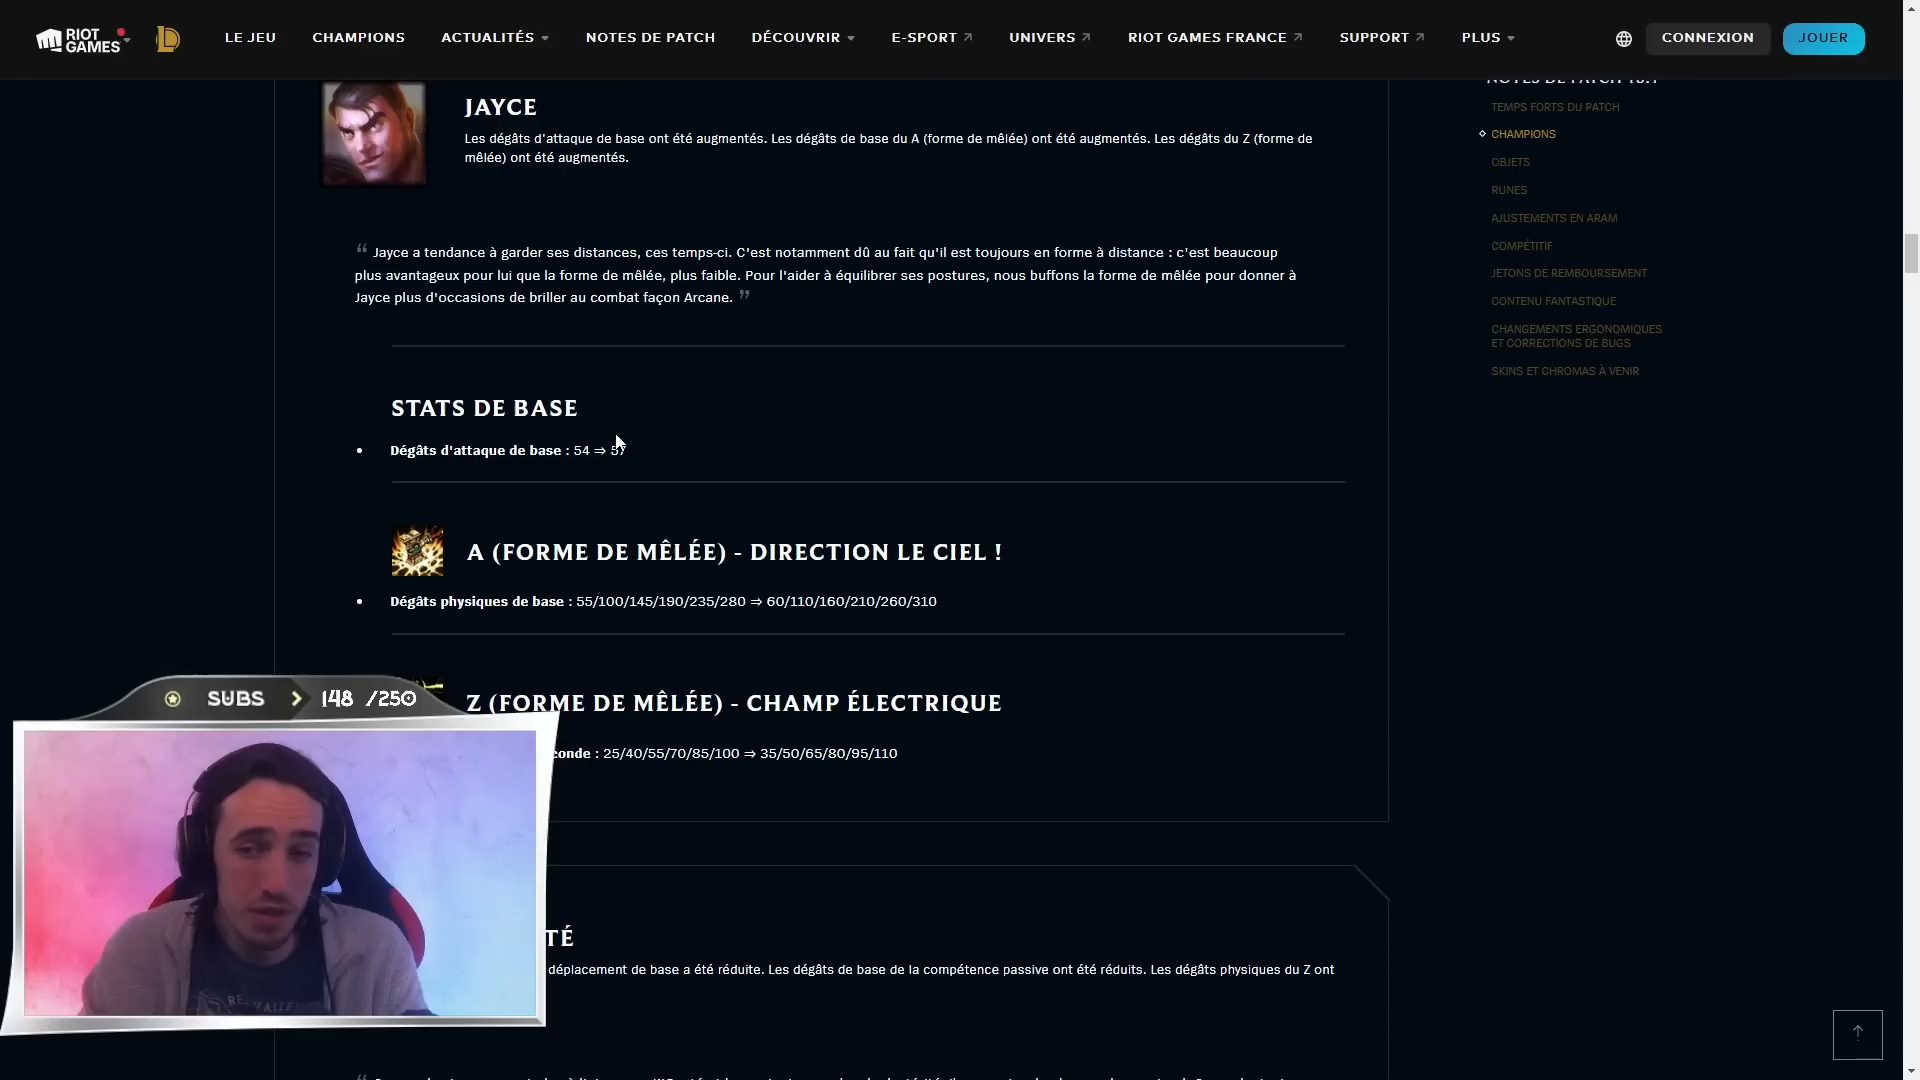 RIOT GAMES
LE JEU
CHAMPIONS
ACTUALITÉS
NOTES DE PATCH
DÉCOUVRIR
E-SPORT
UNIVERS
RIOT GAMES FRANCE
SUPPORT
PLUS
CONNEXION
JOUER
JAYCE
Les dégâts d'attaque de base ont été augmentés. Les dégâts de base du A (forme de mêlée) ont été augmentés. Les dégâts du Z (forme de
mêlée) ont été augmentés.
“ Jayce a tendance à garder ses distances, ces temps-ci. C'est notamment dû au fait qu'il est toujours en forme à distance : c'est beaucoup
plus avantageux pour lui que la forme de mêlée, plus faible. Pour l'aider à équilibrer ses postures, nous buffons la forme de mêlée pour donner à
Jayce plus d'occasions de briller au combat façon Arcane. ”
STATS DE BASE
• Dégâts d'attaque de base : 54 ⇒ 57
A (FORME DE MÊLÉE) - DIRECTION LE CIEL !
• Dégâts physiques de base : 55/100/145/190/235/280 ⇒ 60/110/160/210/260/310
Z (FORME DE MÊLÉE) - CHAMP ÉLECTRIQUE
conde : 25/40/55/70/85/100 ⇒ 35/50/65/80/95/110
TÉ
déplacement de base a été réduite. Les dégâts de base de la compétence passive ont été réduits. Les dégâts physiques du Z ont
NOTES DE PATCH
TEMPS FORTS DU PATCH
CHAMPIONS
OBJETS
RUNES
AJUSTEMENTS EN ARAM
COMPÉTITIF
JETONS DE REMBOURSEMENT
CONTENU FANTASTIQUE
CHANGEMENTS ERGONOMIQUES
ET CORRECTIONS DE BUGS
SKINS ET CHROMAS À VENIR
SUBS > 148 /250